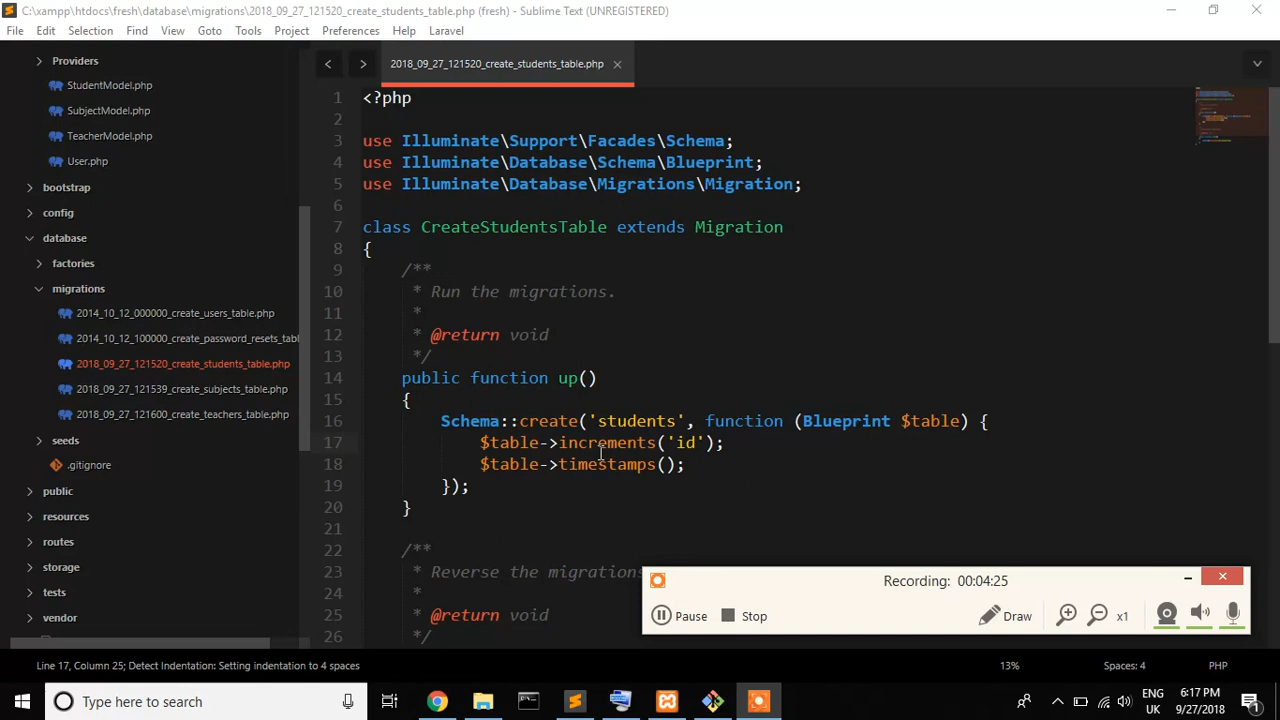 C:\xampp\htdocs\fresh\database\migrations\2018_09_27_121520_create_students_table.php (fresh) - Sublime Text (UNREGISTERED)
File Edit Selection Find View Goto Tools Project Preferences Help Laravel
Providers
StudentModel.php
SubjectModel.php
TeacherModel.php
User.php
bootstrap
config
database
factories
migrations
2014_10_12_000000_create_users_table.php
2014_10_12_100000_create_password_resets_tabl
2018_09_27_121520_create_students_table.php
2018_09_27_121539_create_subjects_table.php
2018_09_27_121600_create_teachers_table.php
seeds
.gitignore
public
resources
routes
storage
tests
vendor
2018_09_27_121520_create_students_table.php
1 <?php
2
3 use Illuminate\Support\Facades\Schema;
4 use Illuminate\Database\Schema\Blueprint;
5 use Illuminate\Database\Migrations\Migration;
6
7 class CreateStudentsTable extends Migration
8 {
9 /**
10 * Run the migrations.
11 *
12 * @return void
13 */
14 public function up()
15 {
16 Schema::create('students', function (Blueprint $table) {
17 $table->increments('id');
18 $table->timestamps();
19 });
20 }
21
22 /**
23 * Reverse the migrations
24 *
25 * @return void
26 */
Recording: 00:04:25
Pause Stop Draw x1
Line 17, Column 25; Detect Indentation: Setting indentation to 4 spaces 13% Spaces: 4 PHP
Type here to search
ENG
UK
6:17 PM
9/27/2018
1